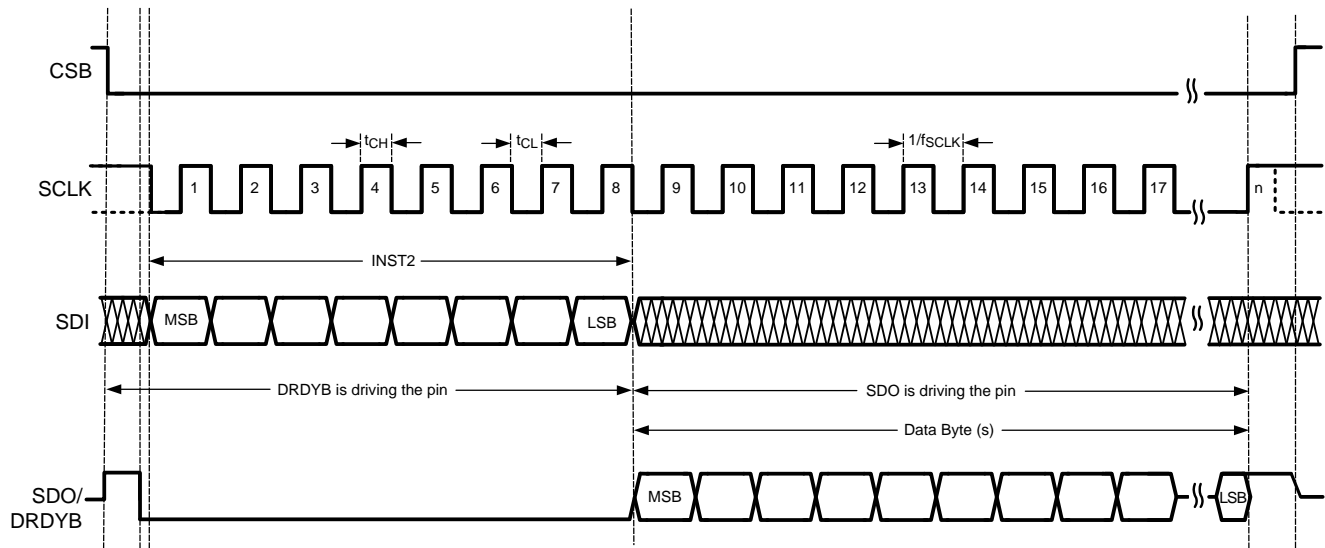 CSB
tCH
tCL
1/fSCLK
SCLK
1 2 3 4 5 6 7 8 9 10 11 12 13 14 15 16 17 n
INST2
SDI
MSB
LSB
DRDYB is driving the pin
SDO is driving the pin
Data Byte (s)
SDO/
DRDYB
MSB
LSB